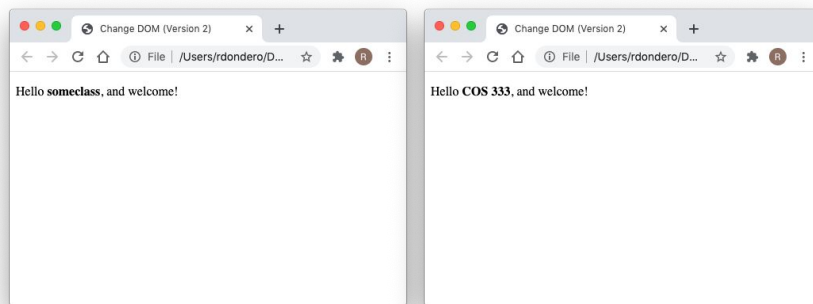 Change DOM (Version 2)
File /Users/rdondero/D...
R
Hello someclass, and welcome!
Change DOM (Version 2)
File /Users/rdondero/D...
R
Hello COS 333, and welcome!